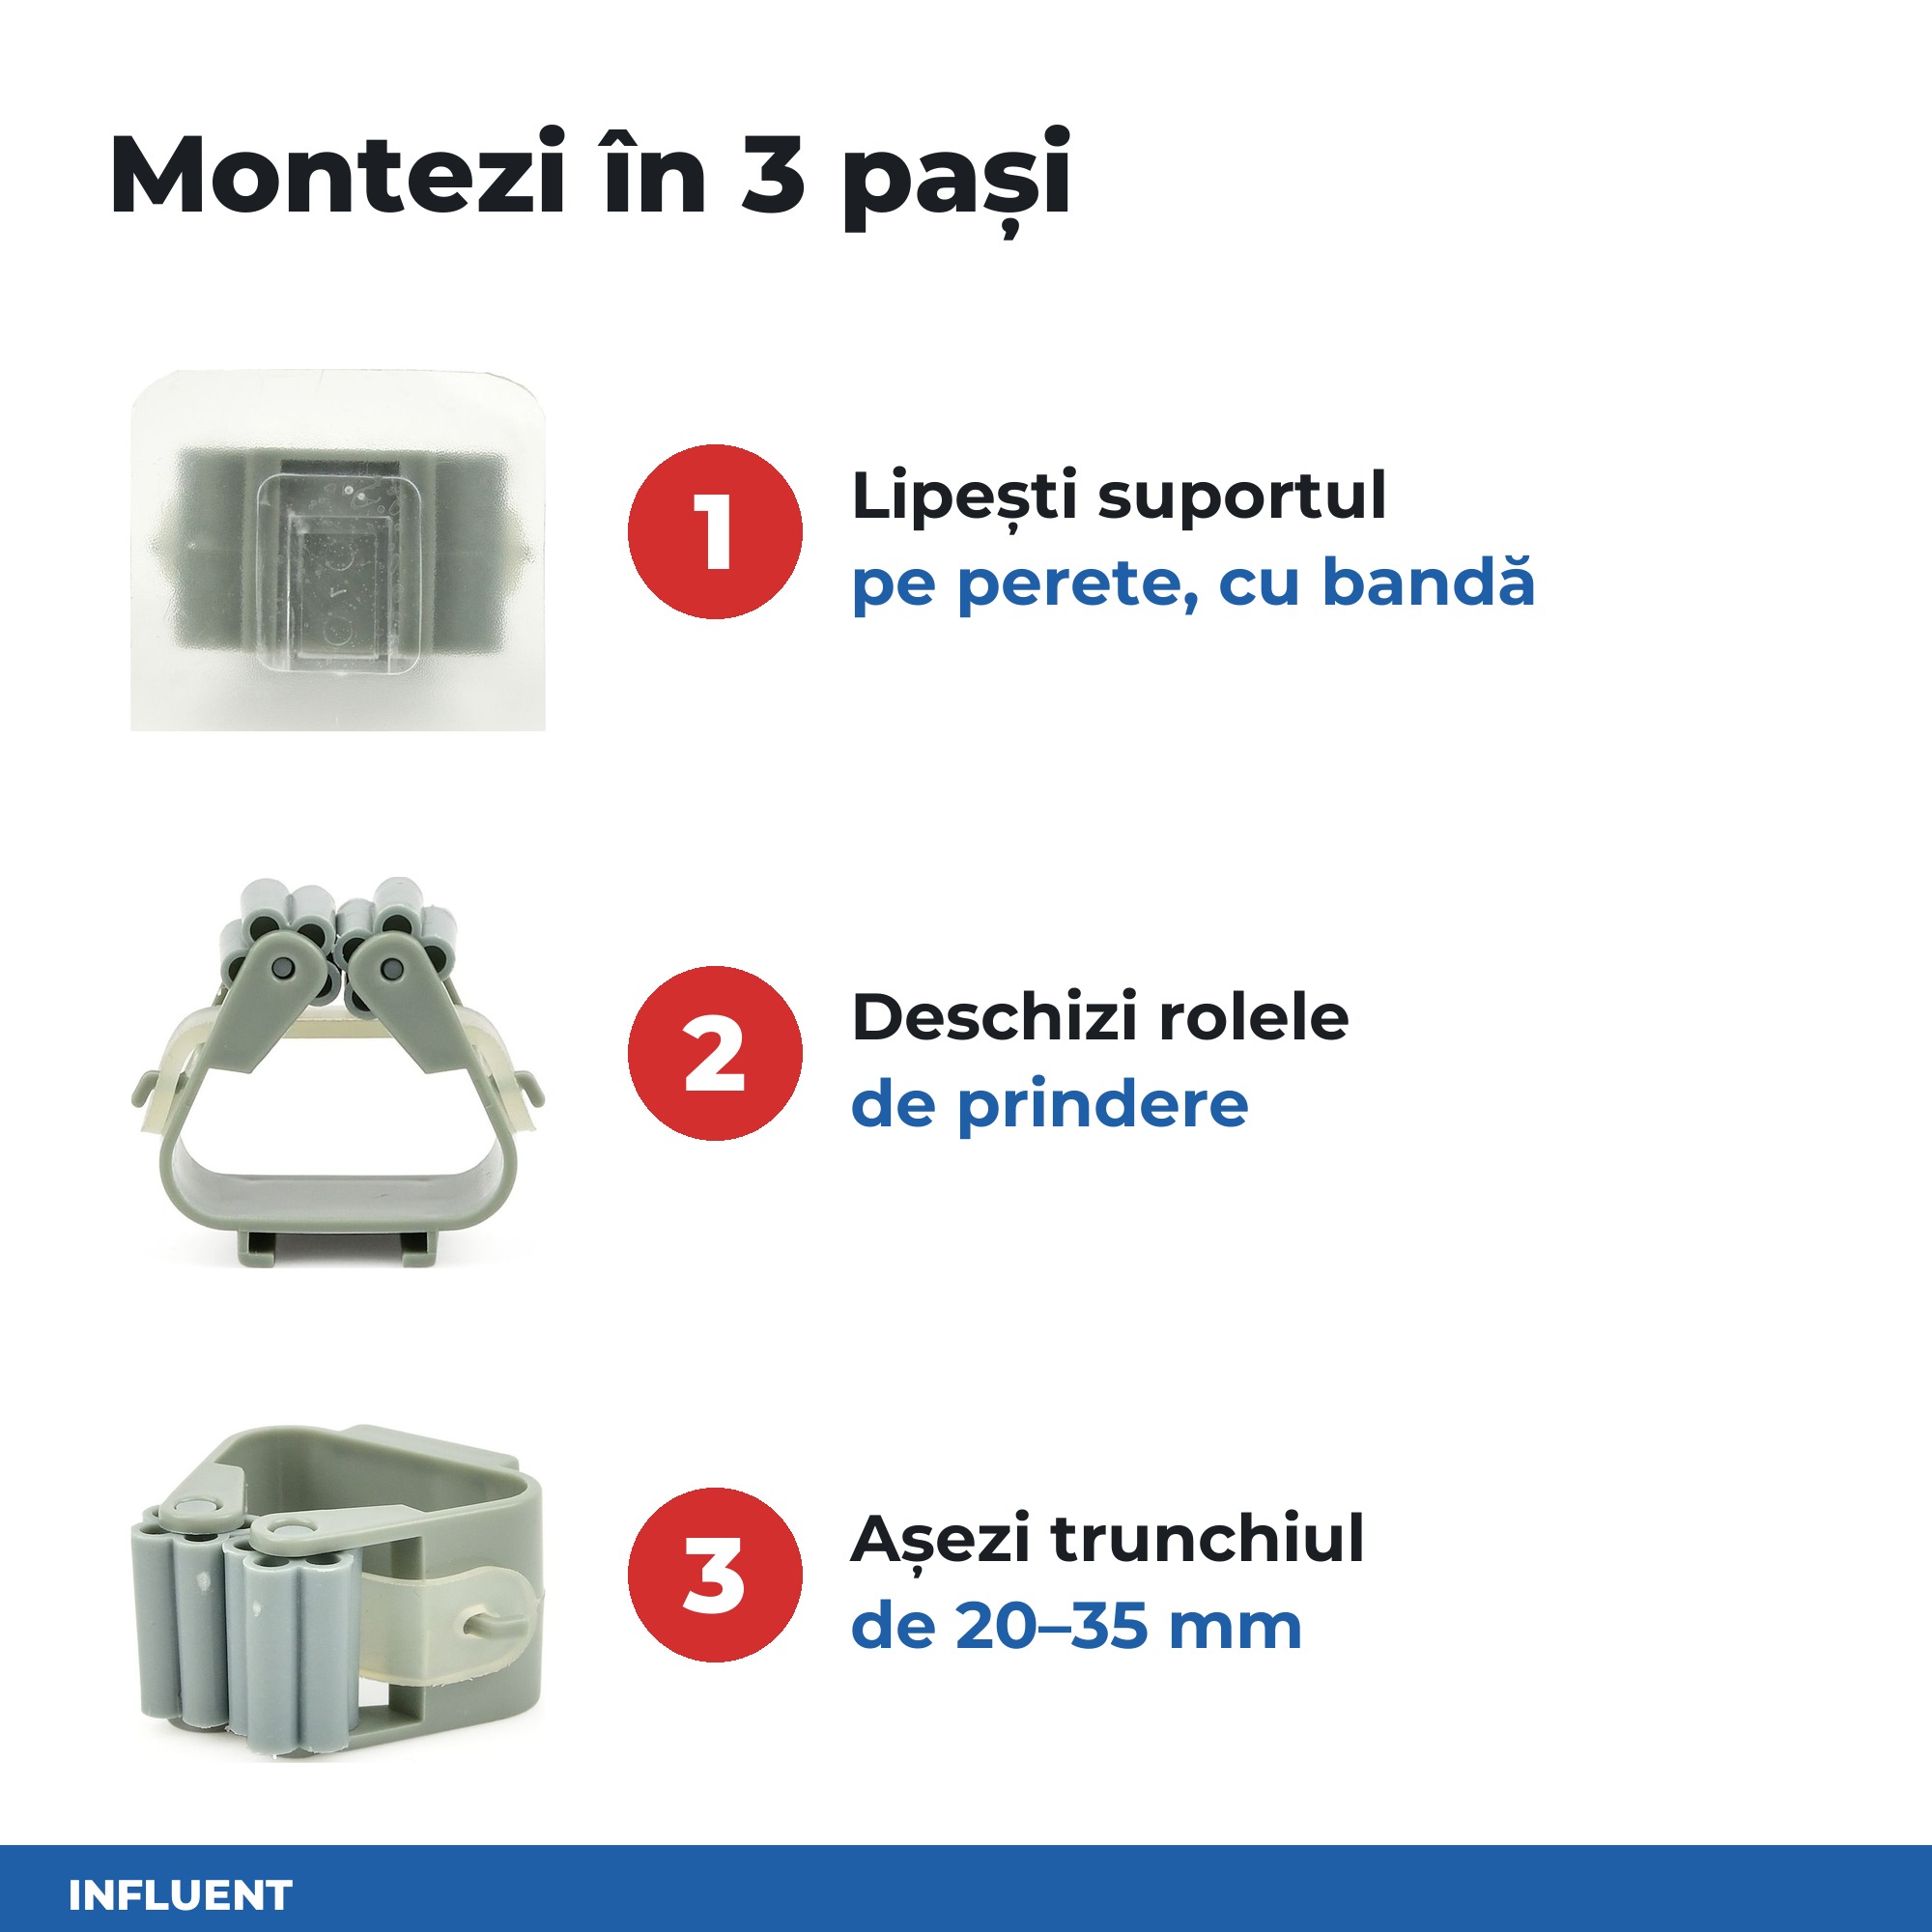 Montezi în 3 pași
1
Lipești suportul
pe perete, cu bandă
2
Deschizi rolele
de prindere
3
Așezi trunchiul
de 20–35 mm
INFLUENT